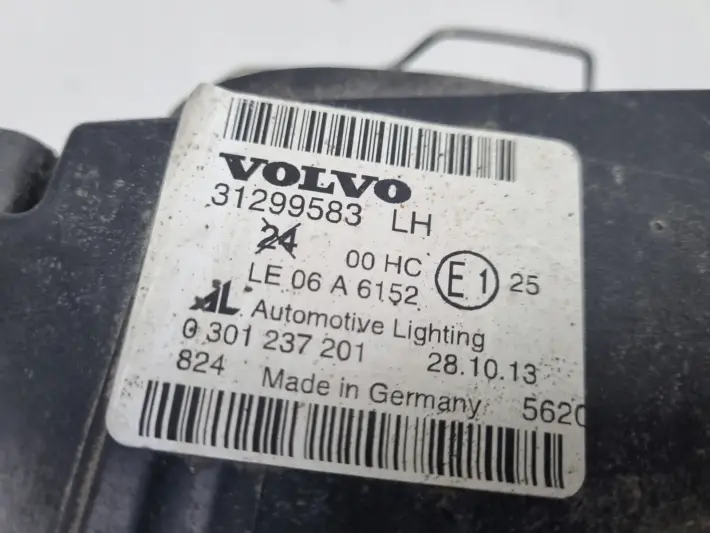 VOLVO
31299583 LH
24
00 HC E1 25
LE 06 A 6152
AL Automotive Lighting
0 301 237 201 28.10.13
824 Made in Germany 5620